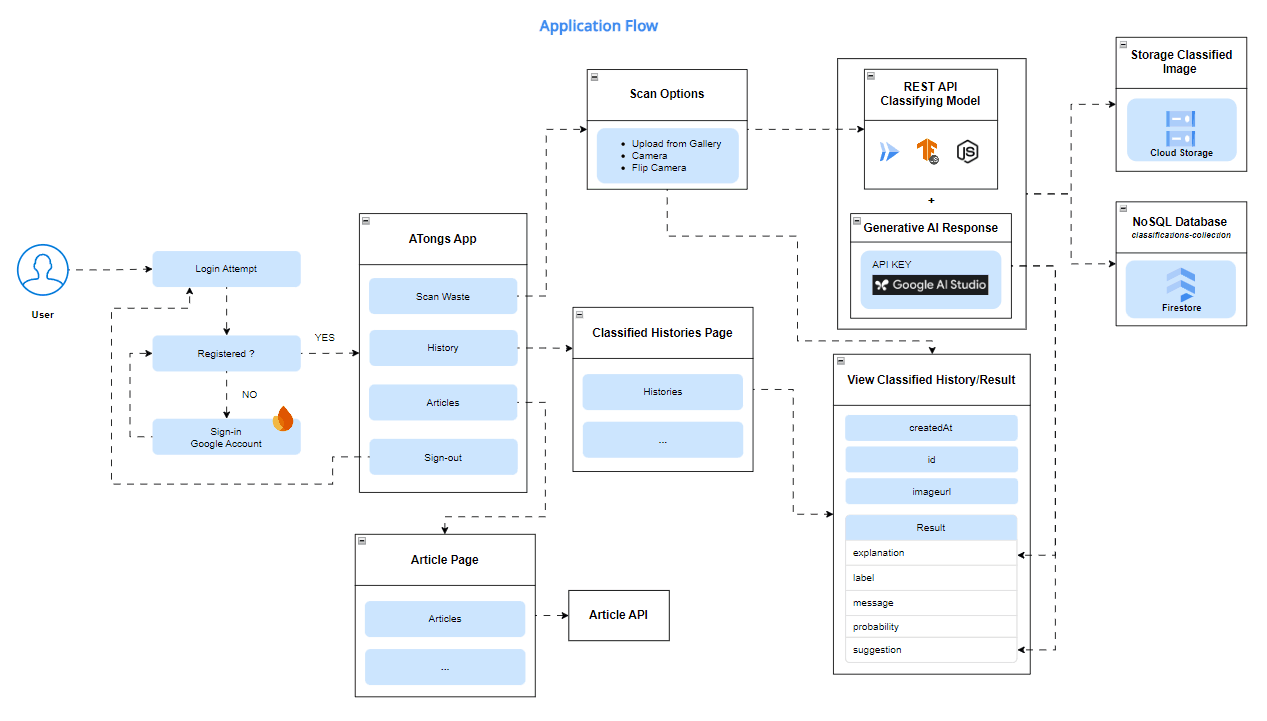 Application Flow
User
Login Attempt
Registered ?
YES
NO
Sign-in
Google Account
ATongs App
Scan Waste
History
Articles
Sign-out
Scan Options
Upload from Gallery
Camera
Flip Camera
Classified Histories Page
Histories
...
Article Page
Articles
...
Article API
REST API
Classifying Model
JS
+
Generative AI Response
API KEY
Google AI Studio
Storage Classified
Image
Cloud Storage
NoSQL Database
classifications-collection
Firestore
View Classified History/Result
createdAt
id
imageurl
Result
explanation
label
message
probability
suggestion